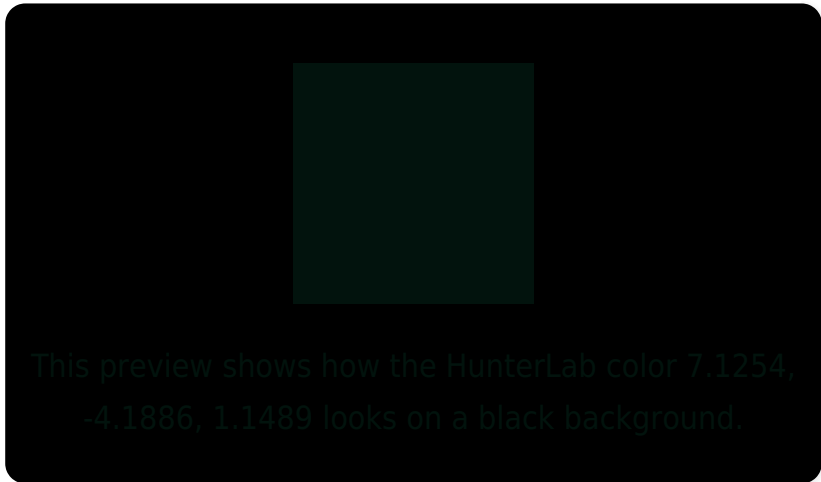 This preview shows how the HunterLab color 7.1254,
-4.1886, 1.1489 looks on a black background.